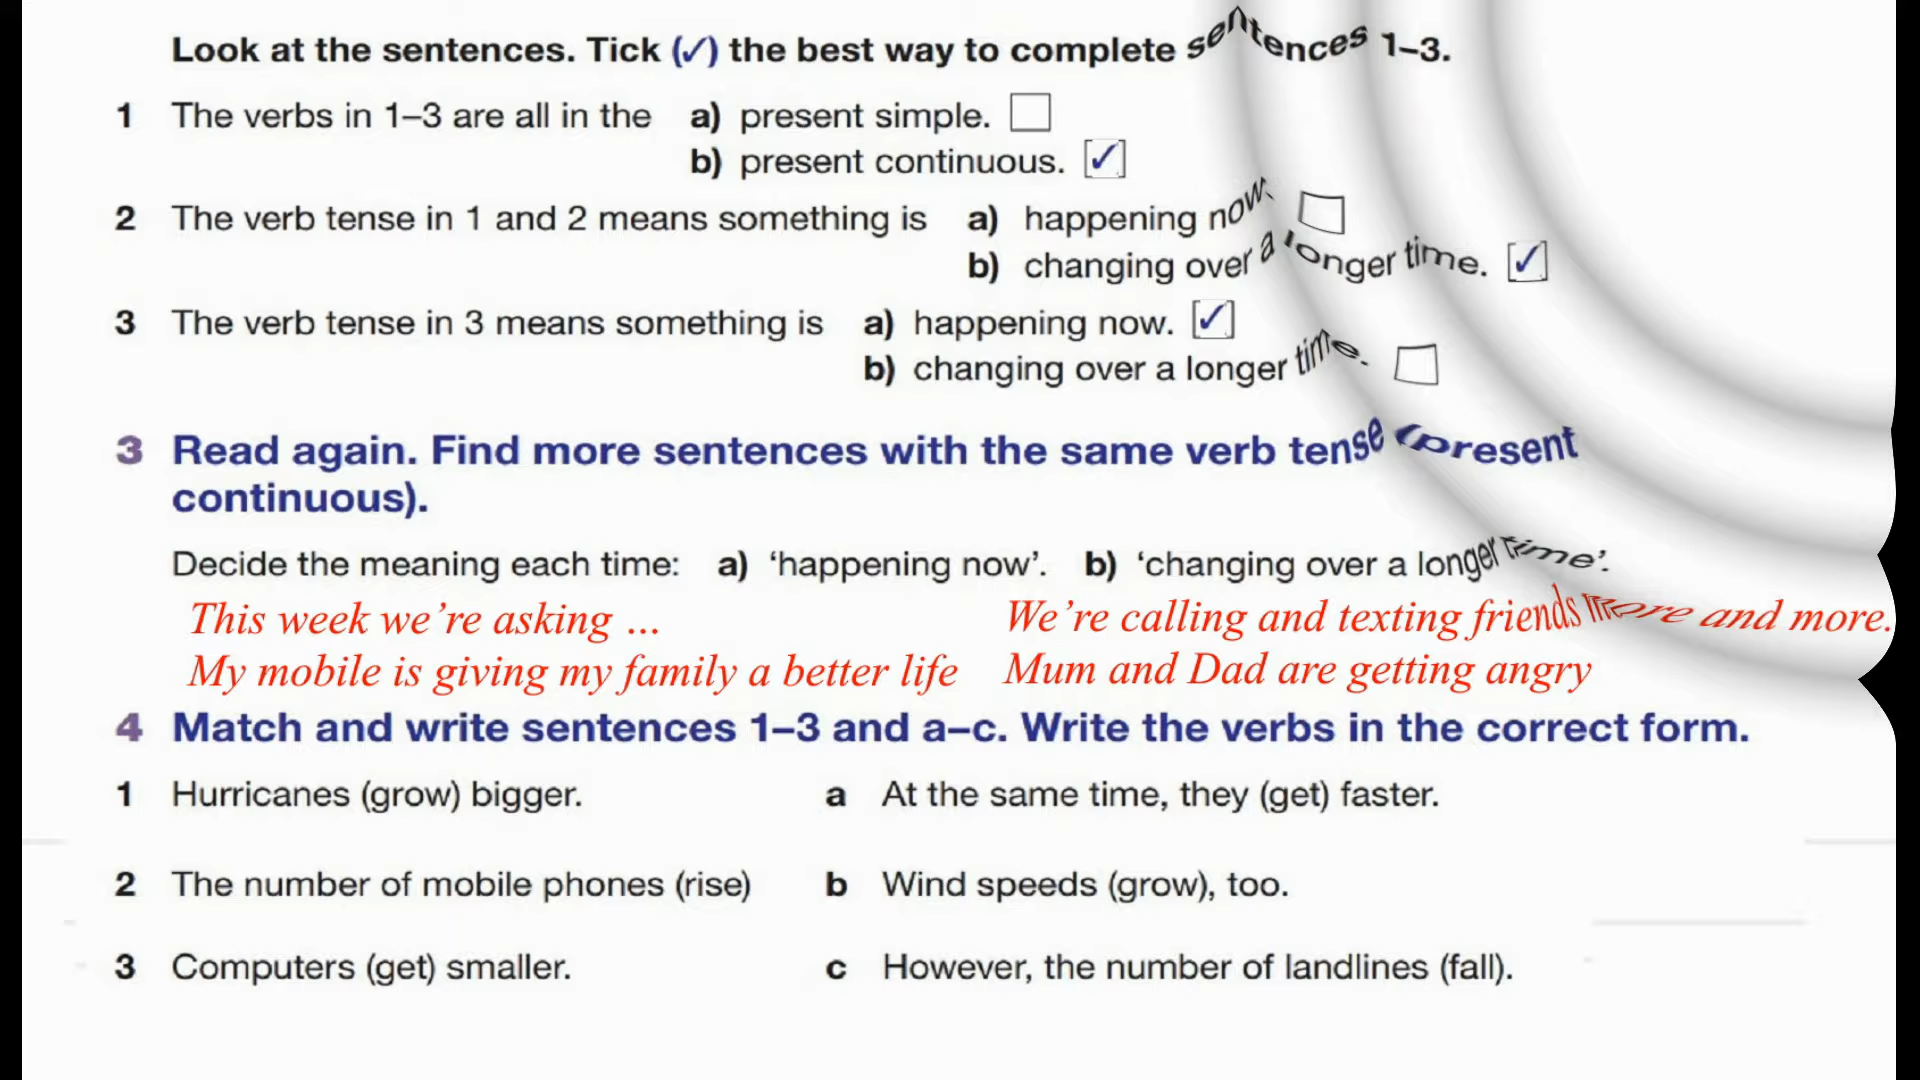 Look at the sentences. Tick (✓) the best way to complete sentences 1–3.
1 The verbs in 1–3 are all in the a) present simple.
b) present continuous. ✓
2 The verb tense in 1 and 2 means something is a) happening now.
b) changing over a longer time. ✓
3 The verb tense in 3 means something is a) happening now. ✓
b) changing over a longer time.
3 Read again. Find more sentences with the same verb tense (present
continuous).
Decide the meaning each time: a) ‘happening now’. b) ‘changing over a longer time’.
This week we’re asking ... We’re calling and texting friends more and more.
My mobile is giving my family a better life Mum and Dad are getting angry
4 Match and write sentences 1–3 and a–c. Write the verbs in the correct form.
1 Hurricanes (grow) bigger. a At the same time, they (get) faster.
2 The number of mobile phones (rise) b Wind speeds (grow), too.
3 Computers (get) smaller. c However, the number of landlines (fall).